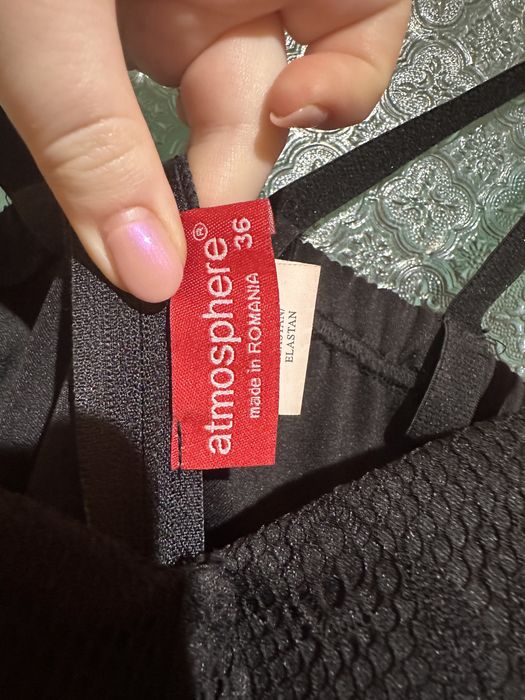 atmosphere®
36
made in ROMANIA
ELASTAN